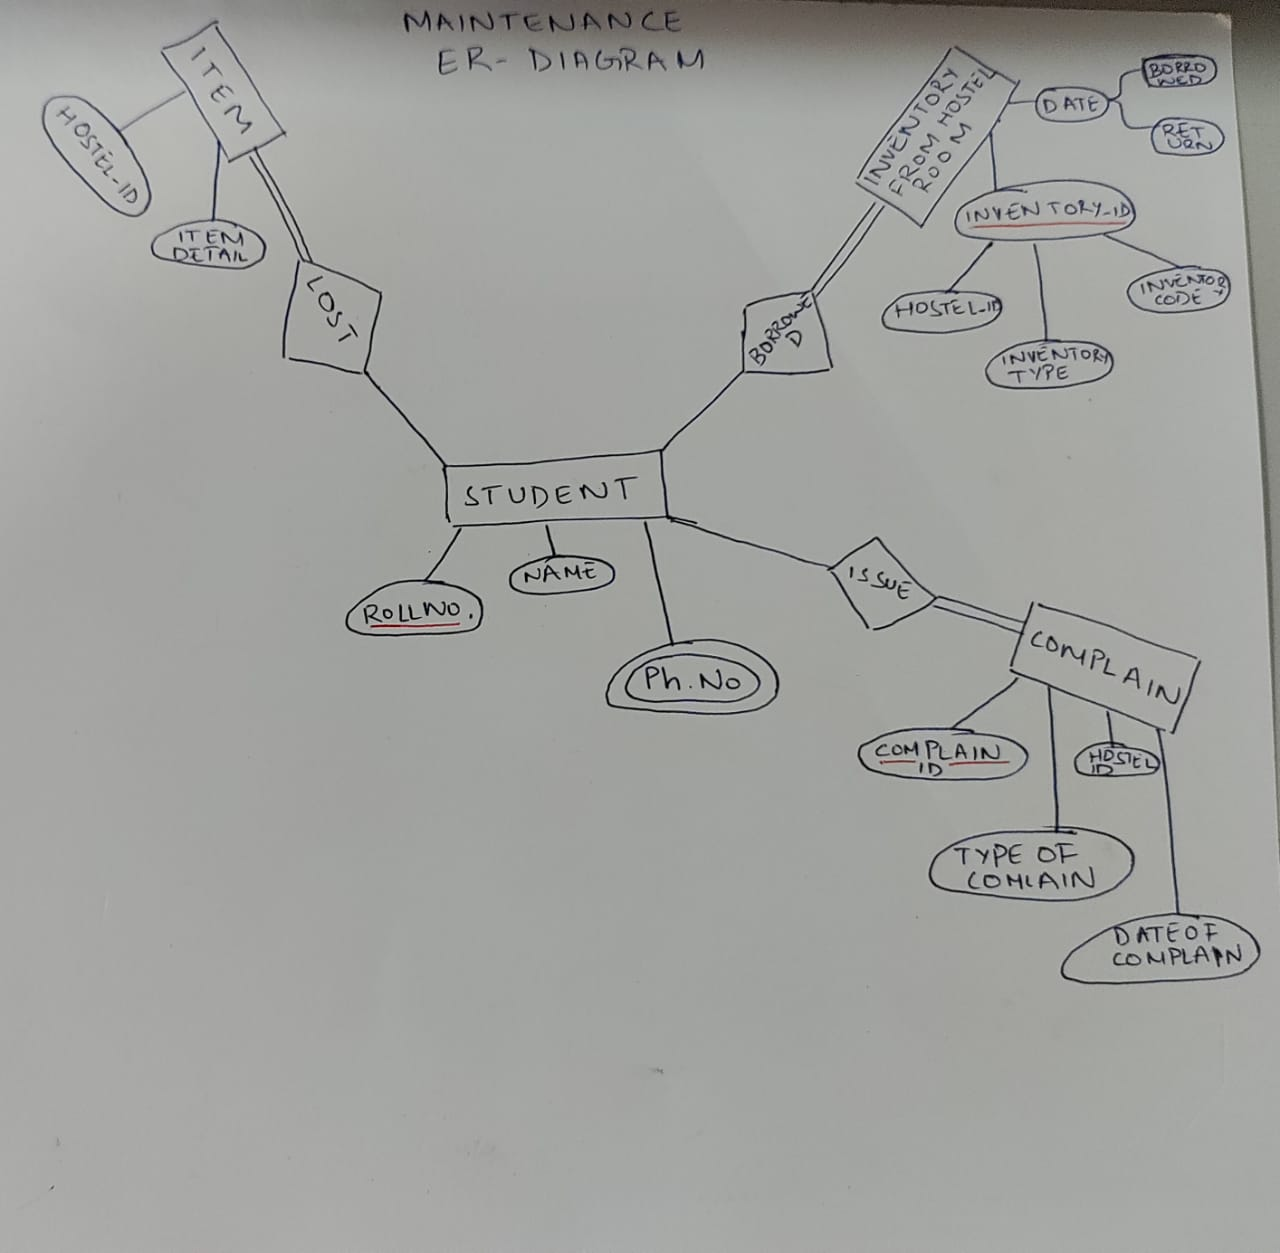 MAINTENANCE
ER- DIAGRAM
ITEM
HOSTEL-ID
ITEM
DETAIL
LOST
INVENTORY
FROM HOSTEL
ROOM
DATE
BORRO
WED
RET
URN
INVENTORY-ID
HOSTEL-ID
INVENTORY
TYPE
INVENTOR
Y
CODE
BORROWE
D
STUDENT
ROLLNO.
NAME
Ph.No
ISSUE
COMPLAIN
COMPLAIN
ID
HOSTEL
ID
TYPE OF
COMLAIN
DATE OF
COMPLAIN